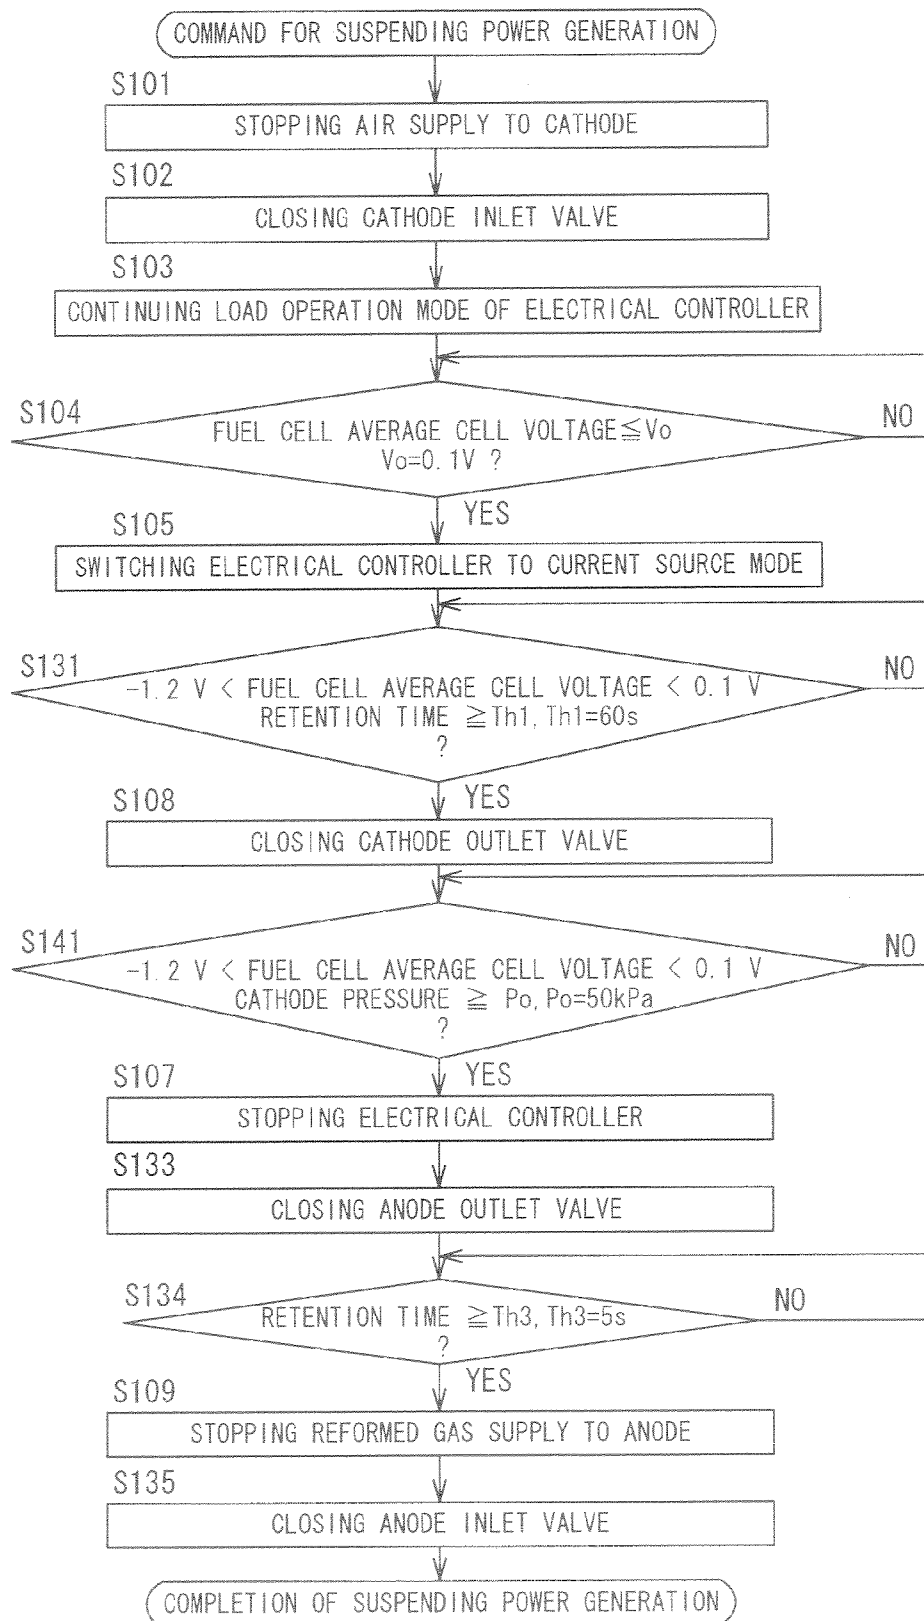 COMMAND FOR SUSPENDING POWER GENERATION
S101
STOPPING AIR SUPPLY TO CATHODE
S102
CLOSING CATHODE INLET VALVE
S103
CONTINUING LOAD OPERATION MODE OF ELECTRICAL CONTROLLER
S104
NO
FUEL CELL AVERAGE CELL VOLTAGE≦Vo
Vo=0.1V ?
YES
S105
SWITCHING ELECTRICAL CONTROLLER TO CURRENT SOURCE MODE
S131
NO
-1.2 V < FUEL CELL AVERAGE CELL VOLTAGE < 0.1 V
RETENTION TIME ≧Th1, Th1=60s
?
YES
S108
CLOSING CATHODE OUTLET VALVE
S141
NO
-1.2 V < FUEL CELL AVERAGE CELL VOLTAGE < 0.1 V
CATHODE PRESSURE ≧ Po, Po=50kPa
?
YES
S107
STOPPING ELECTRICAL CONTROLLER
S133
CLOSING ANODE OUTLET VALVE
S134
NO
RETENTION TIME ≧Th3, Th3=5s
?
YES
S109
STOPPING REFORMED GAS SUPPLY TO ANODE
S135
CLOSING ANODE INLET VALVE
COMPLETION OF SUSPENDING POWER GENERATION